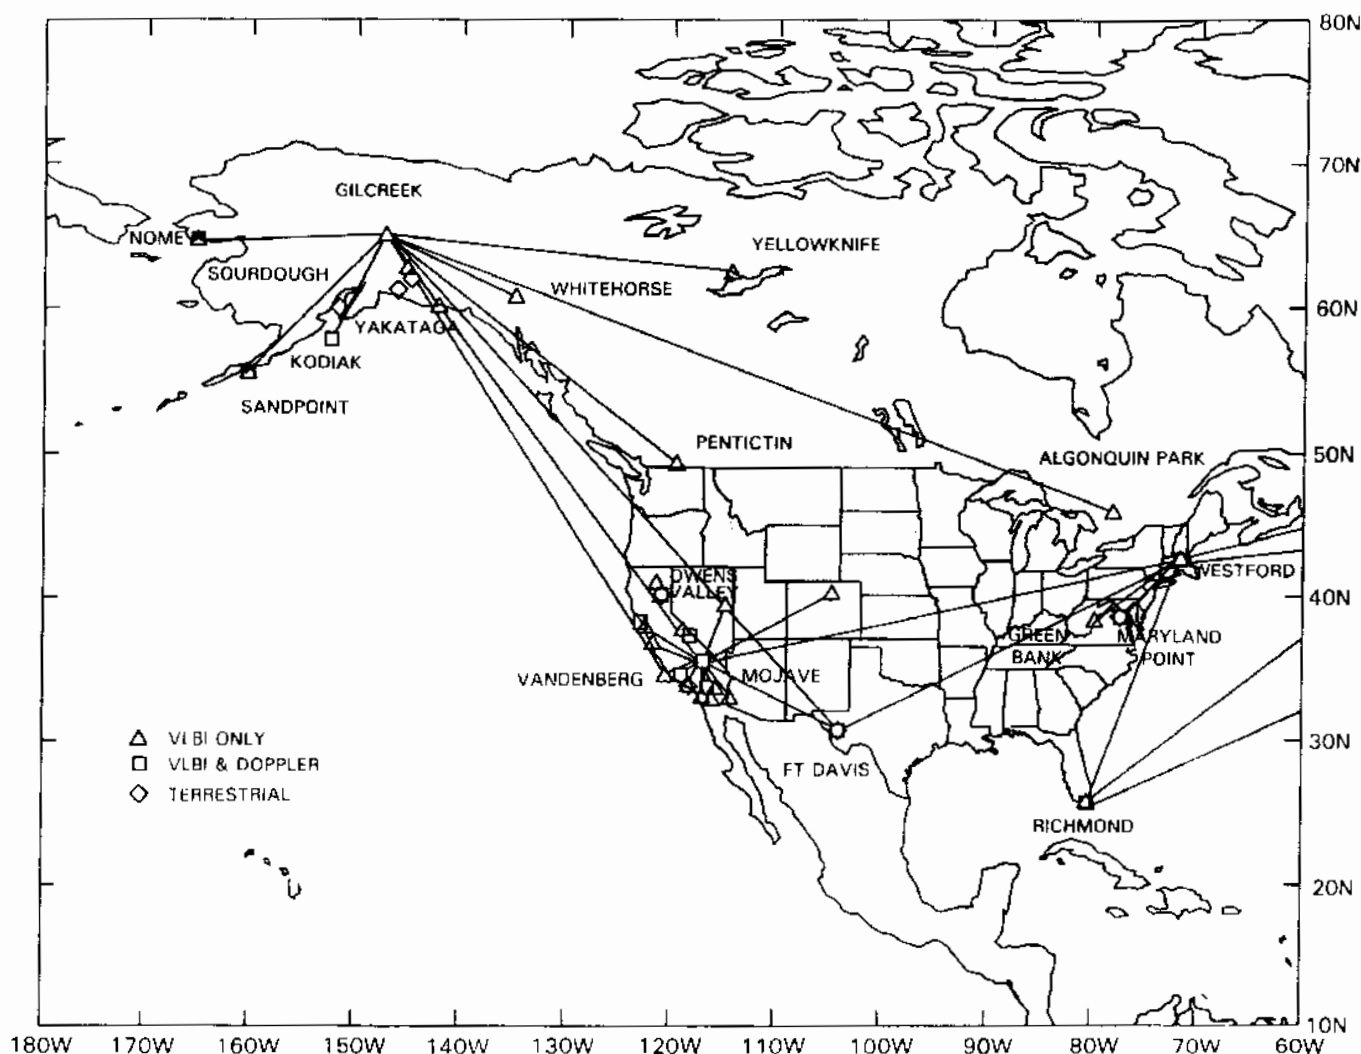 80N
70N
GILCREEK
NOME
YELLOWKNIFE
SOURDOUGH
WHITEHORSE
60N
YAKATAGA
KODIAK
SANDPOINT
PENTICTIN
ALGONQUIN PARK
50N
OWENS
VALLEY
WESTFORD
40N
GREEN
BANK
MARYLAND
POINT
VANDENBERG
MOJAVE
VLBI ONLY
VLBI & DOPPLER
TERRESTRIAL
30N
FT DAVIS
RICHMOND
20N
10N
180W 170W 160W 150W 140W 130W 120W 110W 100W 90W 80W 70W 60W